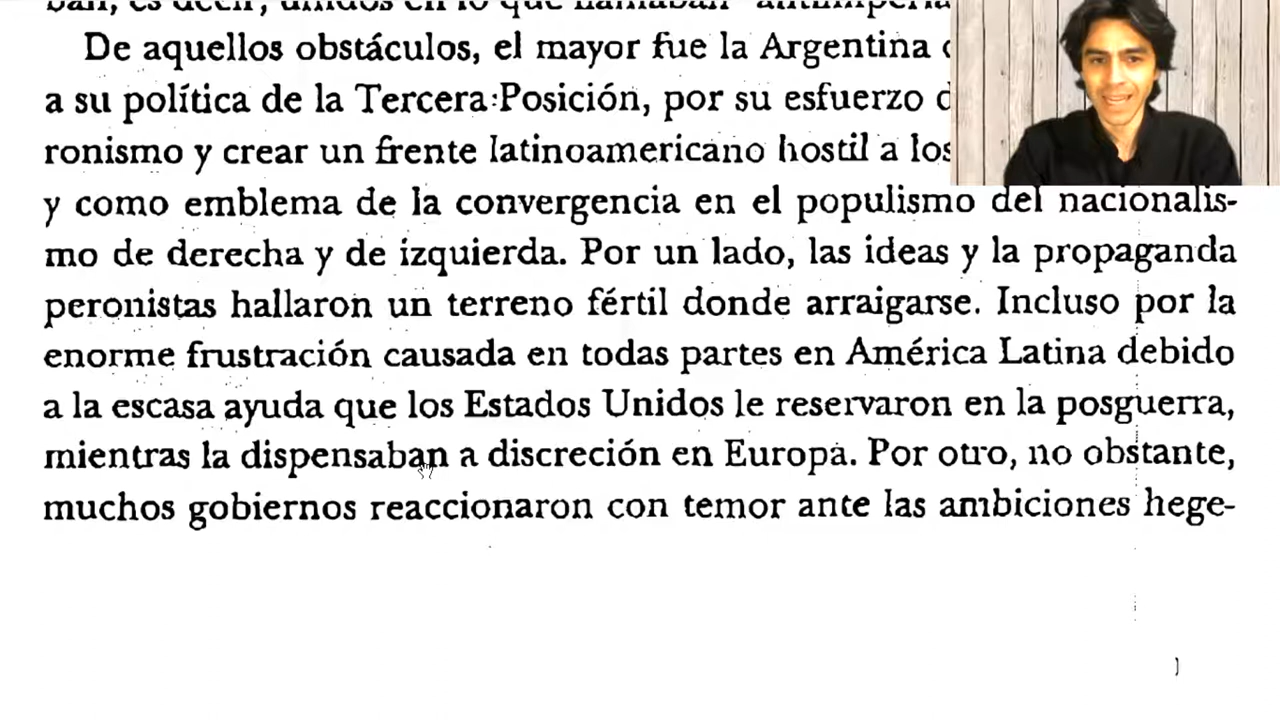 De aquellos obstáculos, el mayor fue la Argentina
a su política de la Tercera Posición, por su esfuerzo
ronismo y crear un frente latinoamericano hostil a los
y como emblema de la convergencia en el populismo del nacionalis-
mo de derecha y de izquierda. Por un lado, las ideas y la propaganda
peronistas hallaron un terreno fértil donde arraigarse. Incluso por la
enorme frustración causada en todas partes en América Latina debido
a la escasa ayuda que los Estados Unidos le reservaron en la posguerra,
mientras la dispensaban a discreción en Europa. Por otro, no obstante,
muchos gobiernos reaccionaron con temor ante las ambiciones hege-